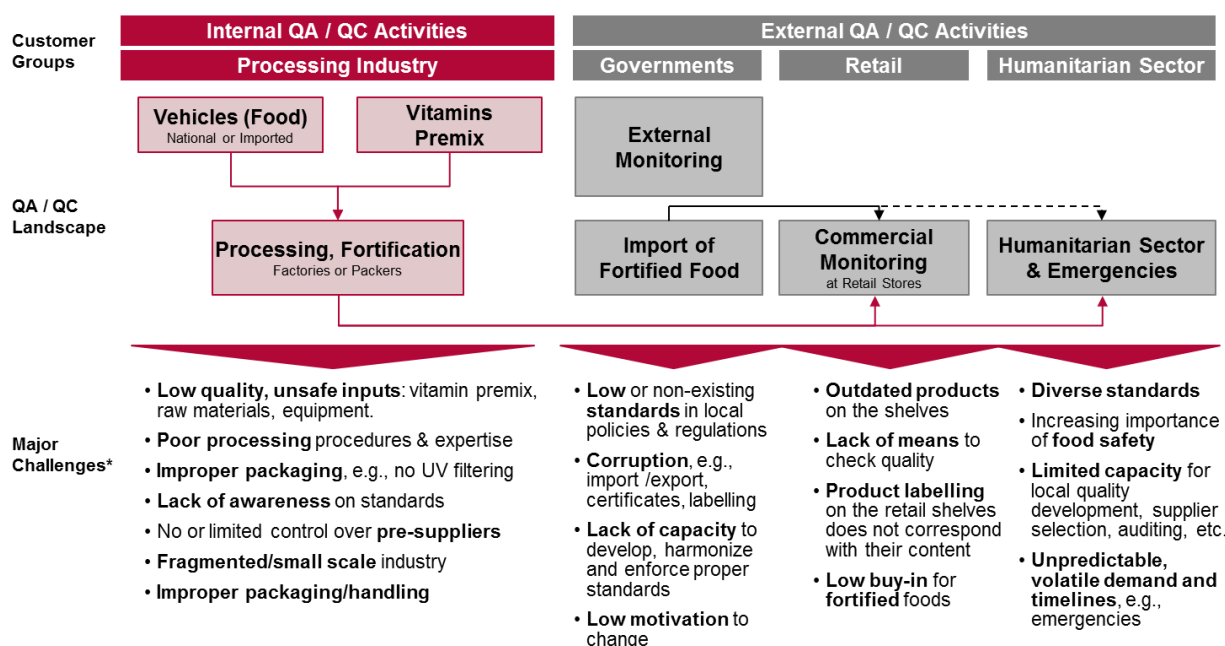 Customer
Groups
Internal QA / QC Activities
External QA / QC Activities
Processing Industry
Governments
Retail
Humanitarian Sector
QA / QC
Landscape
Vehicles (Food)
National or Imported
Vitamins
Premix
External
Monitoring
Processing, Fortification
Factories or Packers
Import of
Fortified Food
Commercial
Monitoring
at Retail Stores
Humanitarian Sector
& Emergencies
Major
Challenges*
• Low quality, unsafe inputs: vitamin premix,
raw materials, equipment.
• Poor processing procedures & expertise
• Improper packaging, e.g., no UV filtering
• Lack of awareness on standards
• No or limited control over pre-suppliers
• Fragmented/small scale industry
• Improper packaging/handling
• Low or non-existing
standards in local
policies & regulations
• Corruption, e.g.,
import /export,
certificates, labelling
• Lack of capacity to
develop, harmonize
and enforce proper
standards
• Low motivation to
change
• Outdated products
on the shelves
• Lack of means to
check quality
• Product labelling
on the retail shelves
does not correspond
with their content
• Low buy-in for
fortified foods
• Diverse standards
• Increasing importance
of food safety
• Limited capacity for
local quality
development, supplier
selection, auditing, etc.
• Unpredictable,
volatile demand and
timelines, e.g.,
emergencies